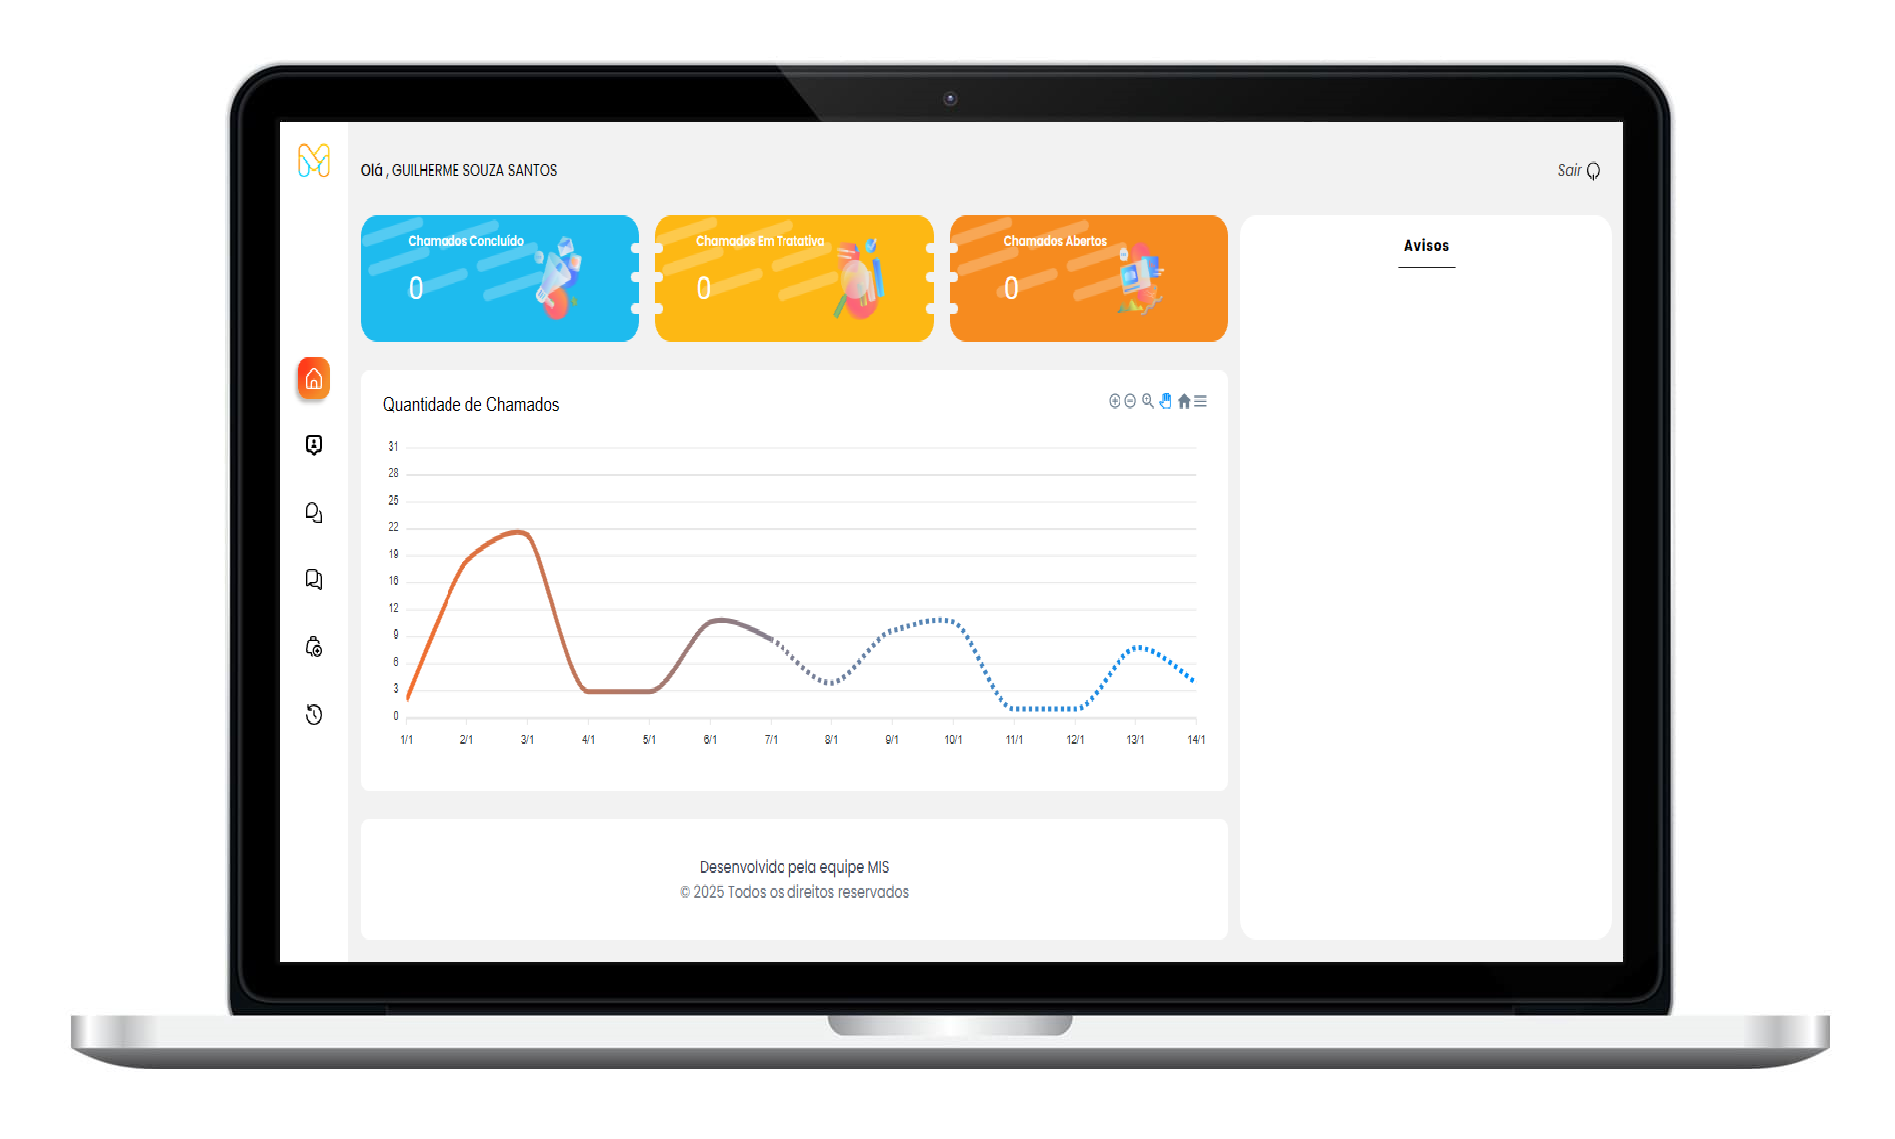 Olá , GUILHERME SOUZA SANTOS
Sair
Chamados Concluído
0
Chamados Em Tratativa
0
Chamados Abertos
0
Avisos
Quantidade de Chamados
31
28
25
22
19
16
12
9
6
3
0
1/1 2/1 3/1 4/1 5/1 6/1 7/1 8/1 9/1 10/1 11/1 12/1 13/1 14/1
Desenvolvido pela equipe MIS
© 2025 Todos os direitos reservados